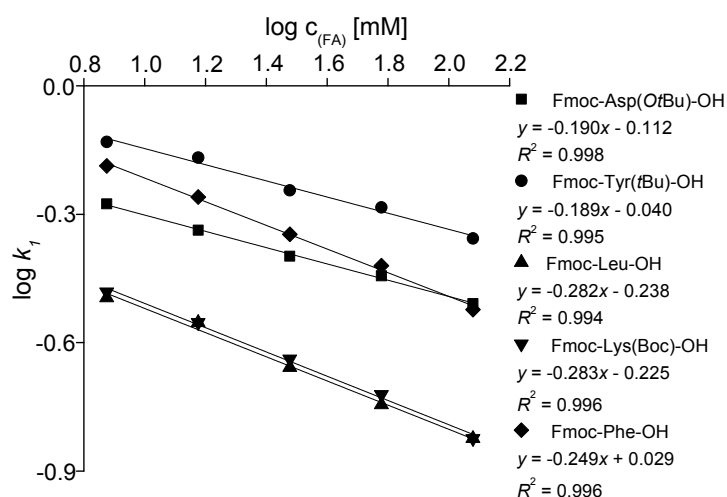 log c(FA) [mM]
0.8 1.0 1.2 1.4 1.6 1.8 2.0 2.2
0.0
-0.3
-0.6
-0.9
log k1
Fmoc-Asp(OtBu)-OH
y = -0.190x - 0.112
R2 = 0.998
Fmoc-Tyr(tBu)-OH
y = -0.189x - 0.040
R2 = 0.995
Fmoc-Leu-OH
y = -0.282x - 0.238
R2 = 0.994
Fmoc-Lys(Boc)-OH
y = -0.283x - 0.225
R2 = 0.996
Fmoc-Phe-OH
y = -0.249x + 0.029
R2 = 0.996